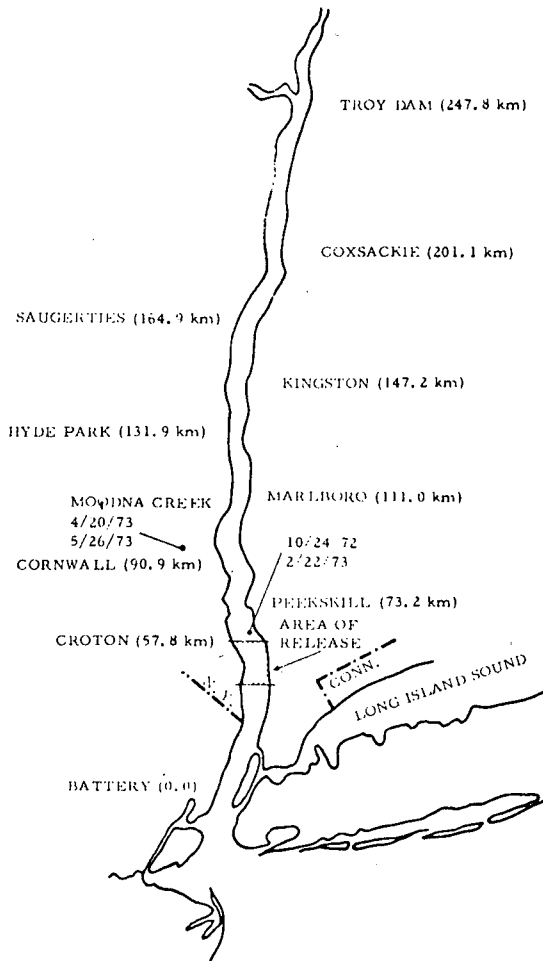 TROY DAM (247.8 km)
COXSACKIE (201.1 km)
SAUGERTIES (164.9 km)
KINGSTON (147.2 km)
HYDE PARK (131.9 km)
MARLBORO (111.0 km)
MOODNA CREEK
4/20/73
5/26/73
CORNWALL (90.9 km)
10/24 72
2/22/73
PEEKSKILL (73.2 km)
AREA OF
RELEASE
CROTON (57.8 km)
CONN.
LONG ISLAND SOUND
BATTERY (0.0)